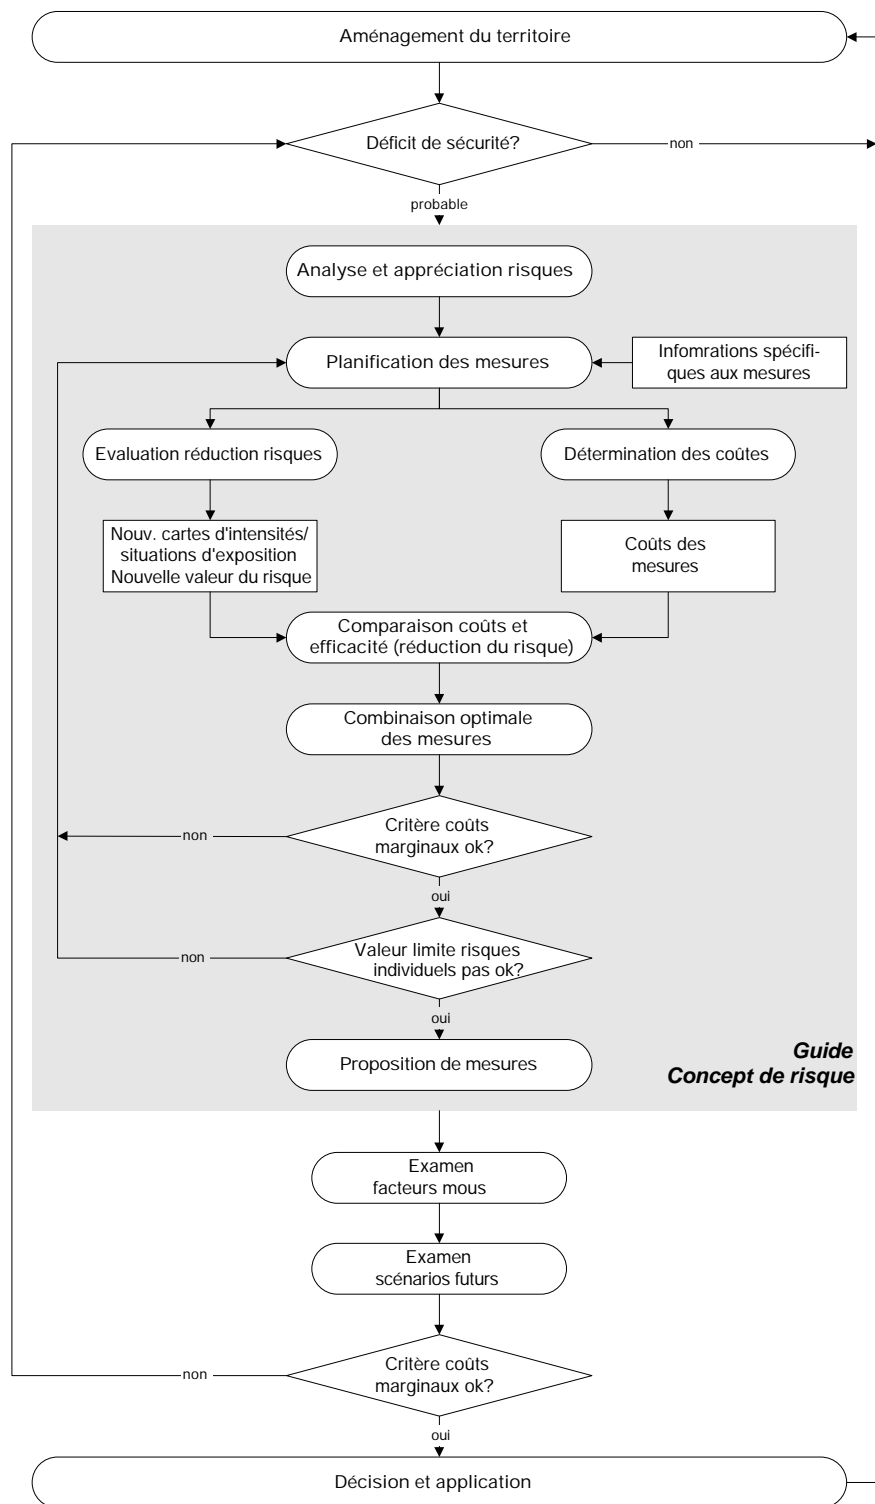 Aménagement du territoire
Déficit de sécurité?
non
probable
Analyse et appréciation risques
Planification des mesures
Infomrations spécifi-
ques aux mesures
Evaluation réduction risques
Détermination des coûtes
Nouv. cartes d'intensités/
situations d'exposition
Nouvelle valeur du risque
Coûts des
mesures
Comparaison coûts et
efficacité (réduction du risque)
Combinaison optimale
des mesures
Critère coûts
marginaux ok?
non
oui
Valeur limite risques
individuels pas ok?
non
oui
Proposition de mesures
Guide
Concept de risque
Examen
facteurs mous
Examen
scénarios futurs
Critère coûts
marginaux ok?
non
oui
Décision et application